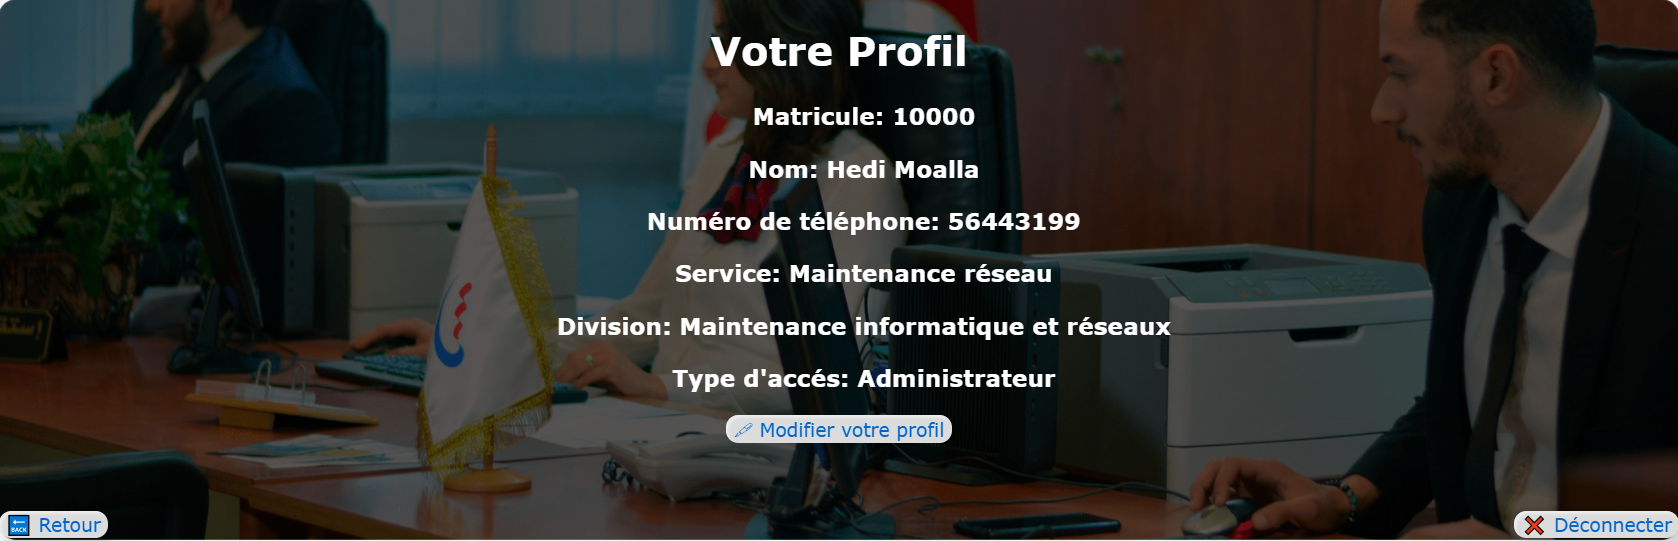 Votre Profil
Matricule: 10000
Nom: Hedi Moalla
Numéro de téléphone: 56443199
Service: Maintenance réseau
Division: Maintenance informatique et réseaux
Type d'accés: Administrateur
Modifier votre profil
BACK Retour
Déconnecter